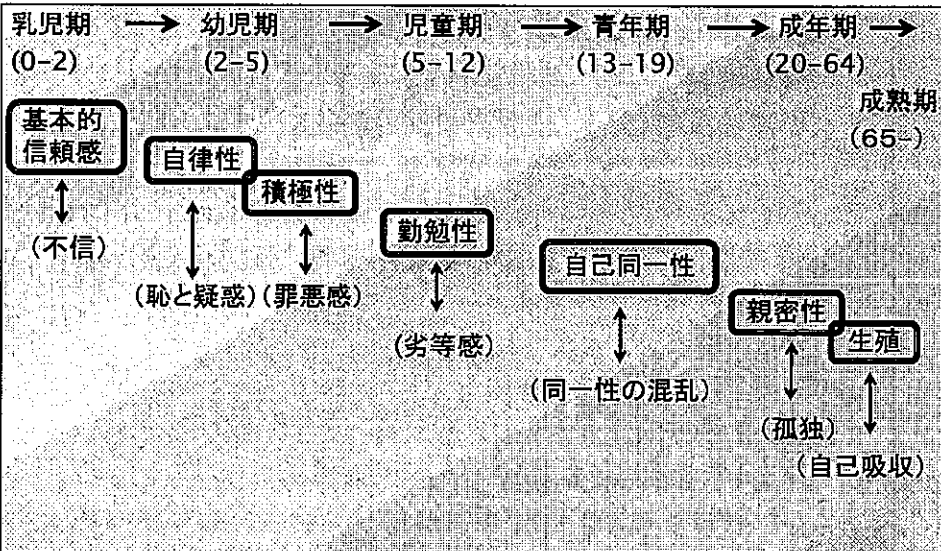 乳児期 → 幼児期 → 児童期 → 青年期 → 成年期 →
(0-2) (2-5) (5-12) (13-19) (20-64)
成熟期
(65-)
基本的
信頼感
自律性
積極性
勤勉性
自己同一性
親密性
生殖
(不信)
(恥と疑惑)(罪悪感)
(劣等感)
(同一性の混乱)
(孤独)
(自己吸収)